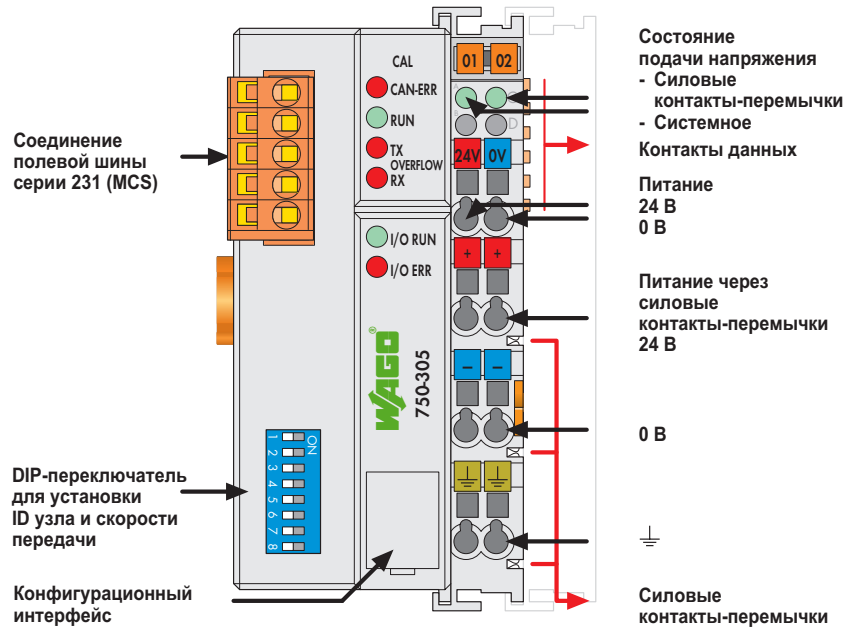 Соединение
полевой шины
серии 231 (MCS)
DIP-переключатель
для установки
ID узла и скорости
передачи
Конфигурационный
интерфейс
CAL
CAN-ERR
RUN
TX
OVERFLOW
RX
I/O RUN
I/O ERR
WAGO
®
750-305
ON
1
2
3
4
5
6
7
8
01 02
A C
B D
24V 0V
+ +
− −
Состояние
подачи напряжения
- Силовые
контакты-перемычки
- Системное
Контакты данных
Питание
24 В
0 В
Питание через
силовые
контакты-перемычки
24 В
0 В
Силовые
контакты-перемычки